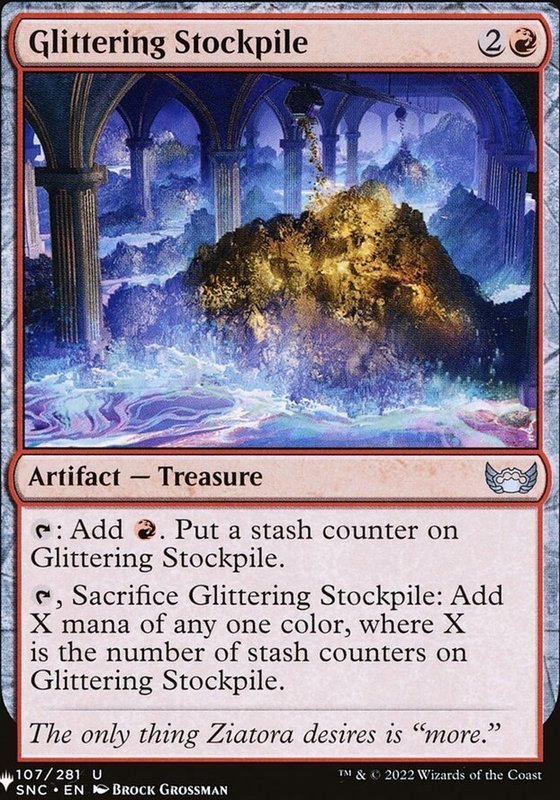 Glittering Stockpile 2
Artifact — Treasure
: Add . Put a stash counter on
Glittering Stockpile.
, Sacrifice Glittering Stockpile: Add
X mana of any one color, where X
is the number of stash counters on
Glittering Stockpile.
The only thing Ziatora desires is “more.”
107/281 U
SNC • EN Brock Grossman
™ & © 2022 Wizards of the Coast